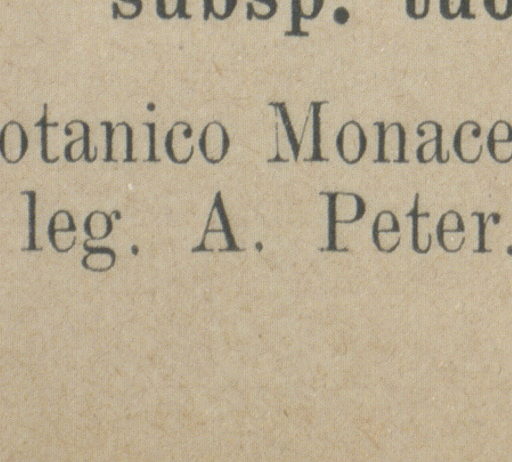 subsp.
otanico Monace
leg. A. Peter.